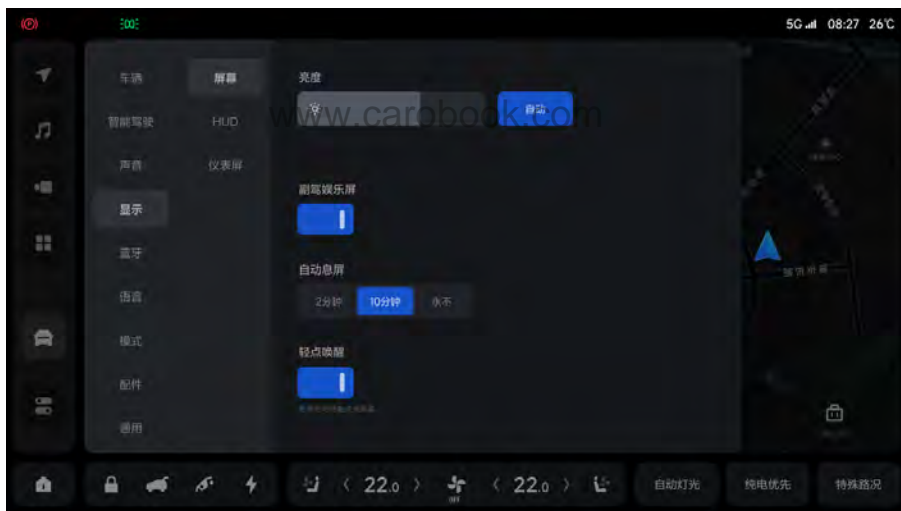 5G 08:27 26℃
车辆
智能驾驶
声音
显示
蓝牙
语言
模式
配件
通用
屏幕
HUD
仪表屏
亮度
自动
www.carobook.com
副驾娱乐屏
自动息屏
2分钟 10分钟 永不
轻点唤醒
22.0 OFF 22.0
自动灯光 纯电优先 特殊路况